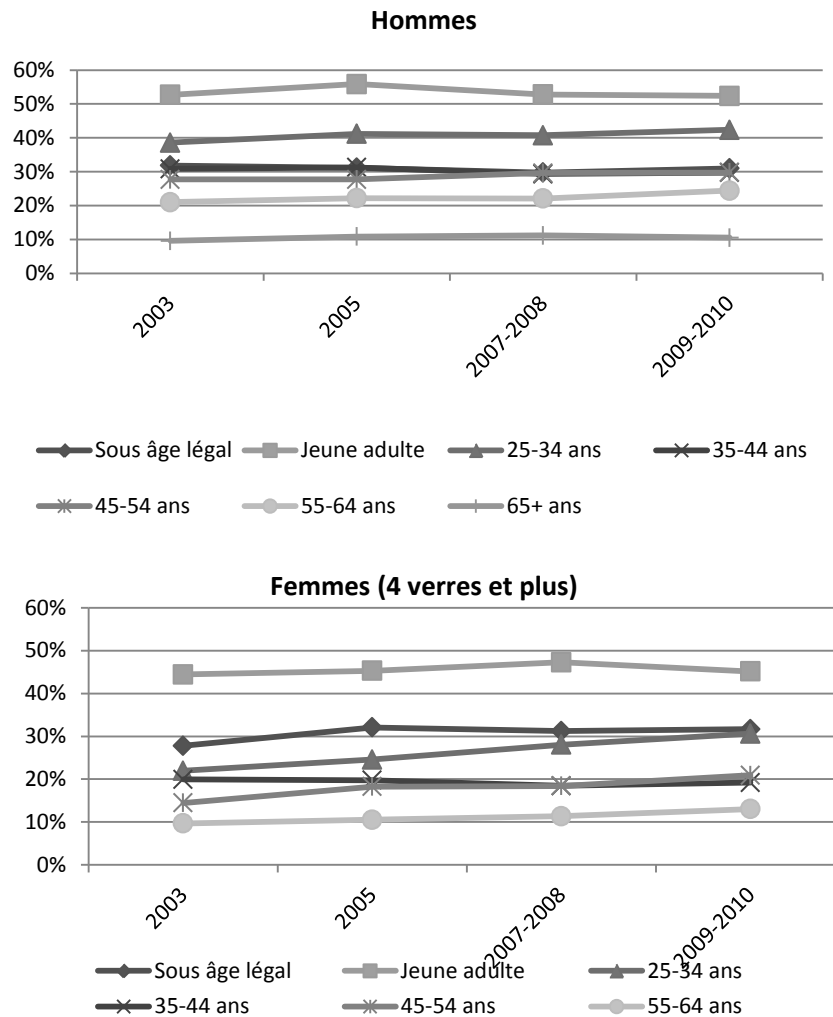 Hommes
60%
50%
40%
30%
20%
10%
0%
2003
2005
2007-2008
2009-2010
Sous âge légal
Jeune adulte
25-34 ans
35-44 ans
45-54 ans
55-64 ans
65+ ans
Femmes (4 verres et plus)
60%
50%
40%
30%
20%
10%
0%
2003
2005
2007-2008
2009-2010
Sous âge légal
Jeune adulte
25-34 ans
35-44 ans
45-54 ans
55-64 ans